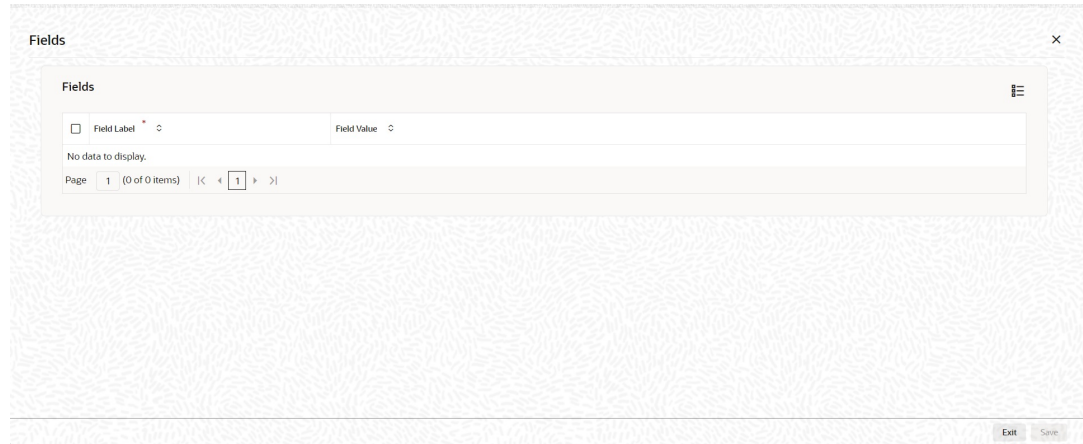 Fields
Fields
Field Label * Field Value
No data to display.
Page 1 (0 of 0 items) 1
Exit Save